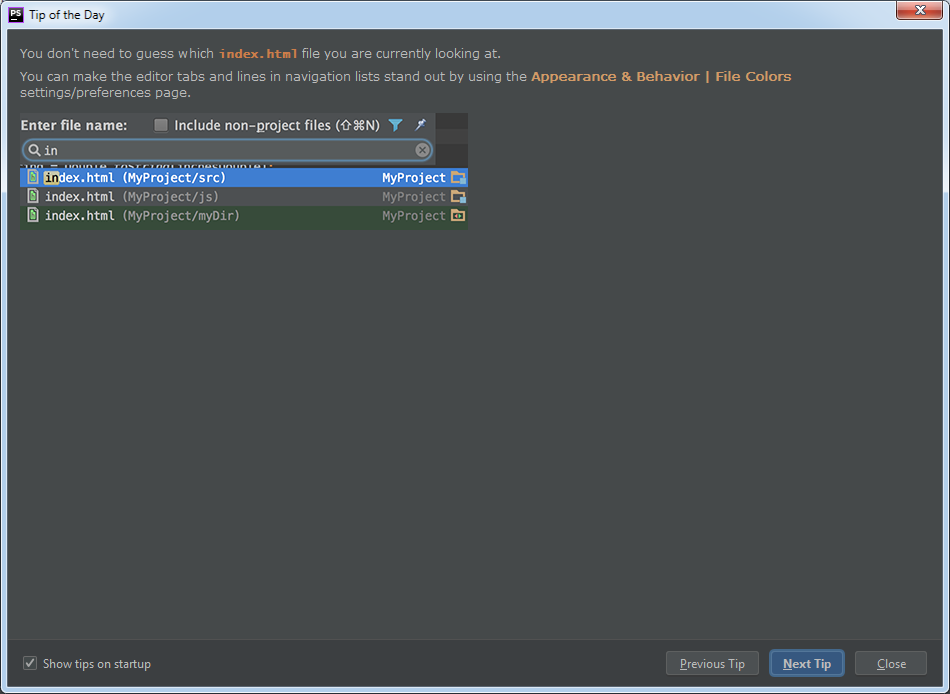 PS Tip of the Day
You don't need to guess which index.html file you are currently looking at.
You can make the editor tabs and lines in navigation lists stand out by using the Appearance & Behavior | File Colors
settings/preferences page.
Enter file name: Include non-project files (⇧⌘N)
in
index.html (MyProject/src) MyProject
index.html (MyProject/js) MyProject
index.html (MyProject/myDir) MyProject
Show tips on startup Previous Tip Next Tip Close